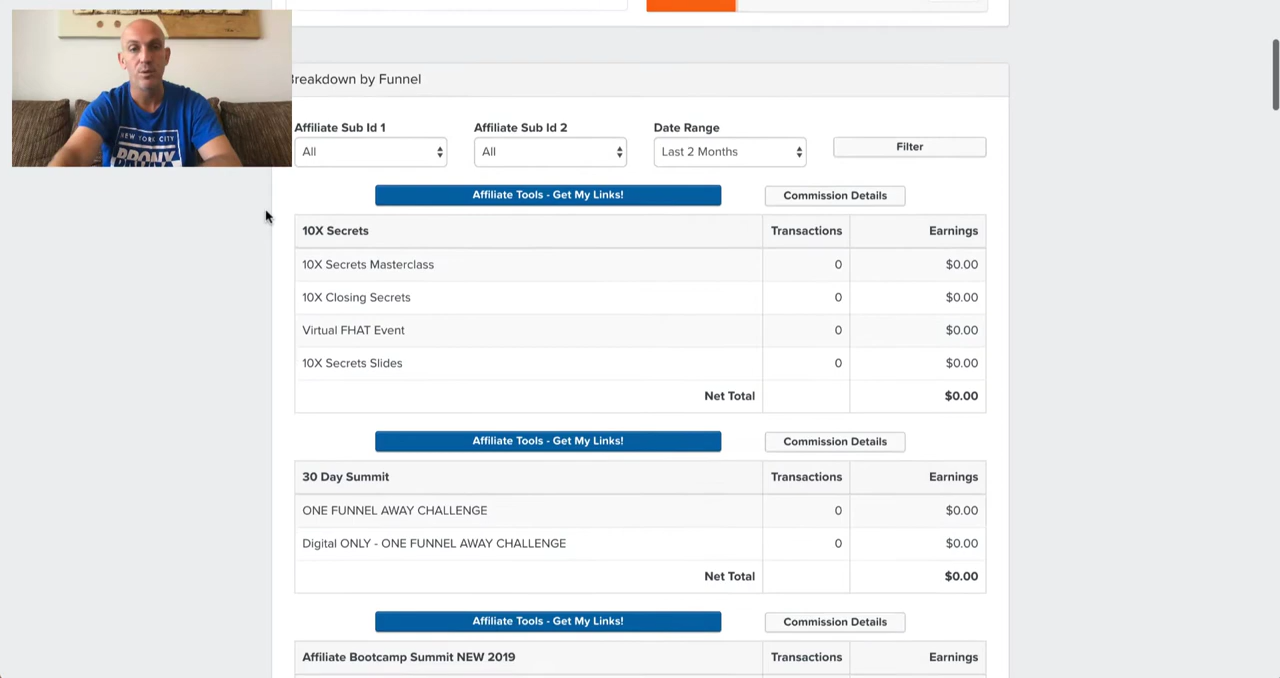 NEW YORK CITY
BRONX
Breakdown by Funnel
Affiliate Sub Id 1
Affiliate Sub Id 2
Date Range
All
All
Last 2 Months
Filter
Affiliate Tools - Get My Links!
Commission Details
10X Secrets Transactions Earnings
10X Secrets Masterclass 0 $0.00
10X Closing Secrets 0 $0.00
Virtual FHAT Event 0 $0.00
10X Secrets Slides 0 $0.00
Net Total $0.00
Affiliate Tools - Get My Links!
Commission Details
30 Day Summit Transactions Earnings
ONE FUNNEL AWAY CHALLENGE 0 $0.00
Digital ONLY - ONE FUNNEL AWAY CHALLENGE 0 $0.00
Net Total $0.00
Affiliate Tools - Get My Links!
Commission Details
Affiliate Bootcamp Summit NEW 2019 Transactions Earnings